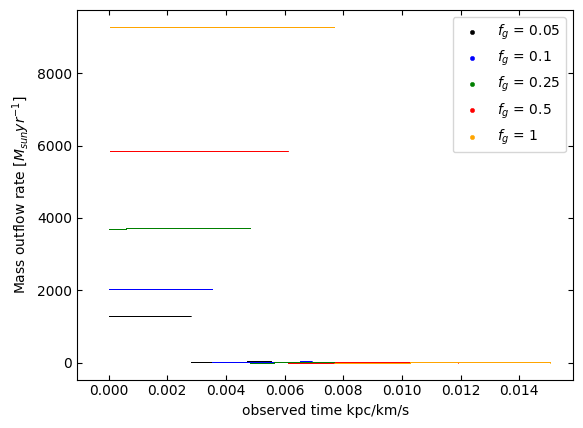 f_g = 0.05
f_g = 0.1
f_g = 0.25
f_g = 0.5
f_g = 1
8000
6000
4000
2000
0
Mass outflow rate [M_{sun}yr^{-1}]
0.000 0.002 0.004 0.006 0.008 0.010 0.012 0.014
observed time kpc/km/s